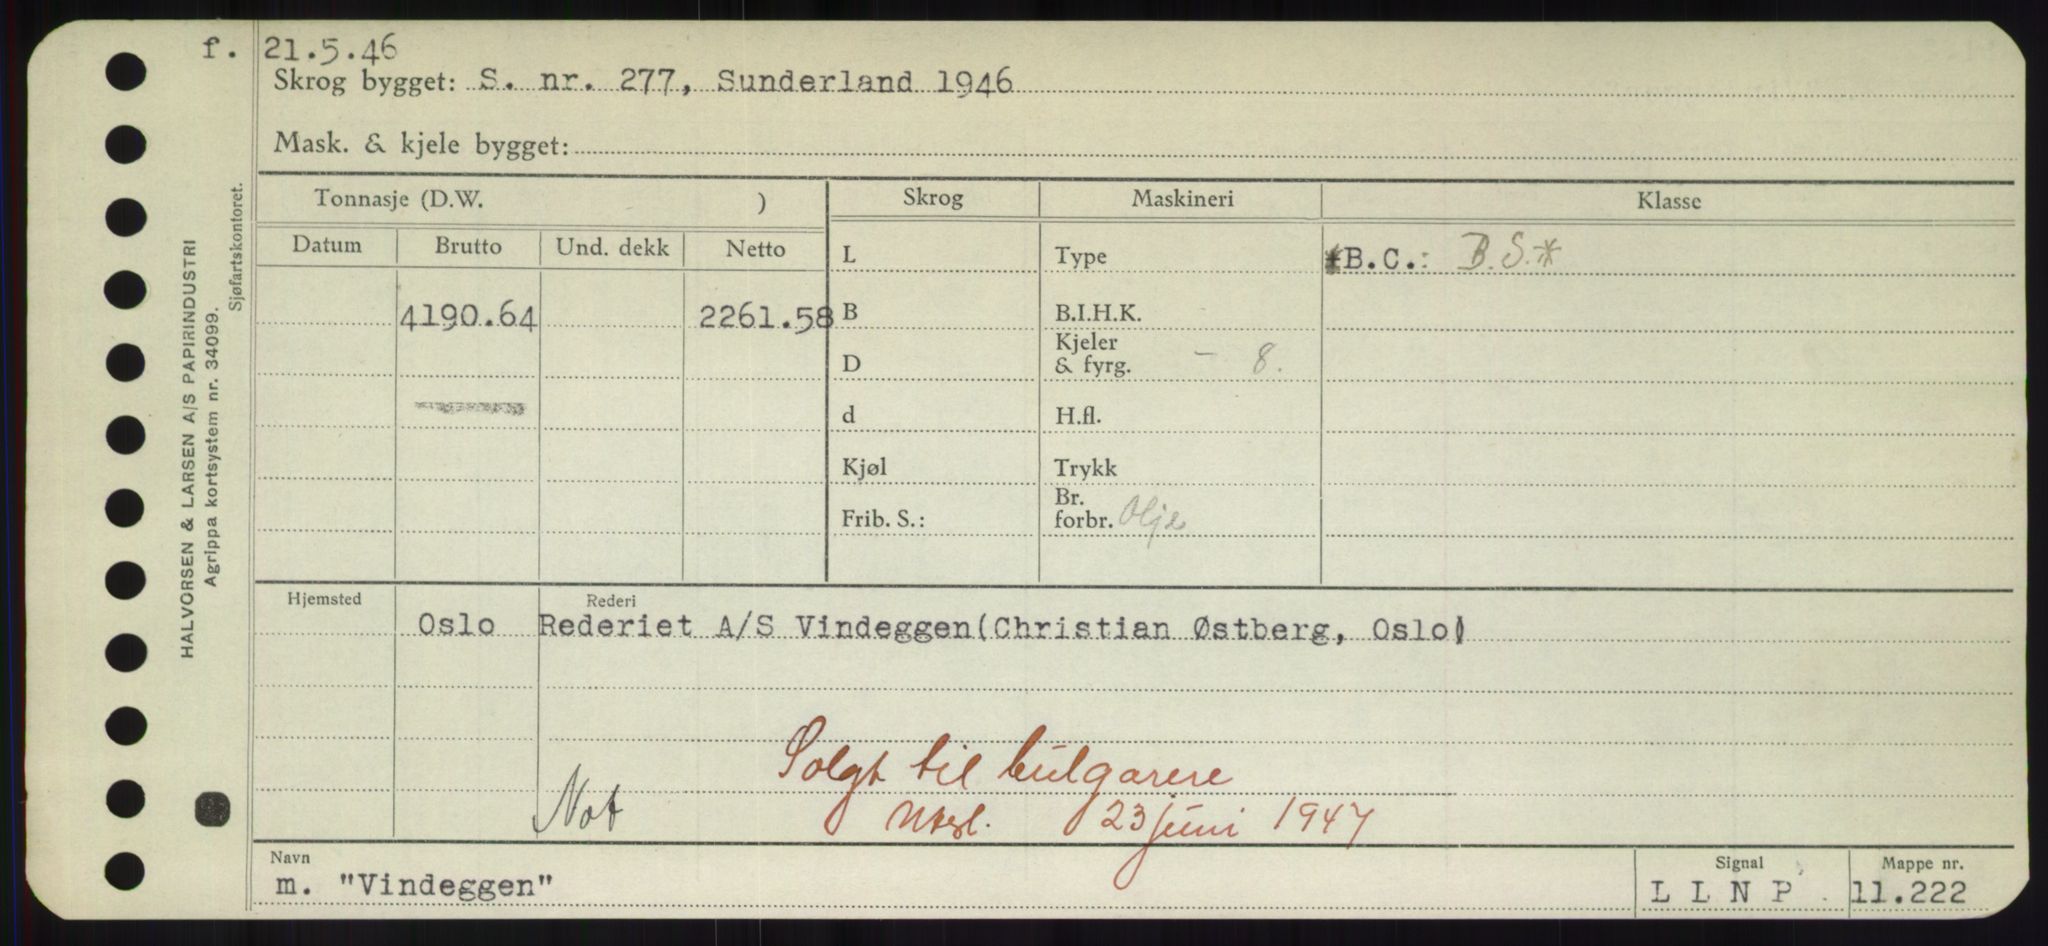 f. 21.5.46
Skrog bygget: S. nr. 277, Sunderland 1946
Mask. & kjele bygget:
Tonnasje (D.W. ) Skrog Maskineri Klasse
Datum Brutto Und. dekk Netto
L Type *B.C.: B.S.*
4190.64 2261.58 B B.I.H.K.
D Kjeler & fyrg. - 8.
d H.fl.
Kjøl Trykk
Frib. S.: Br. forbr. Olje
Hjemsted Rederi
Oslo Rederiet A/S Vindeggen(Christian Østberg, Oslo)
Solgt til bulgarere
Not 23 juni 1947
Navn Signal Mappe nr.
m. "Vindeggen" L L N P 11.222
HALVORSEN & LARSEN A/S PAPIRINDUSTRI
Agrippa kortsystem nr. 34099.
Sjøfartskontoret.